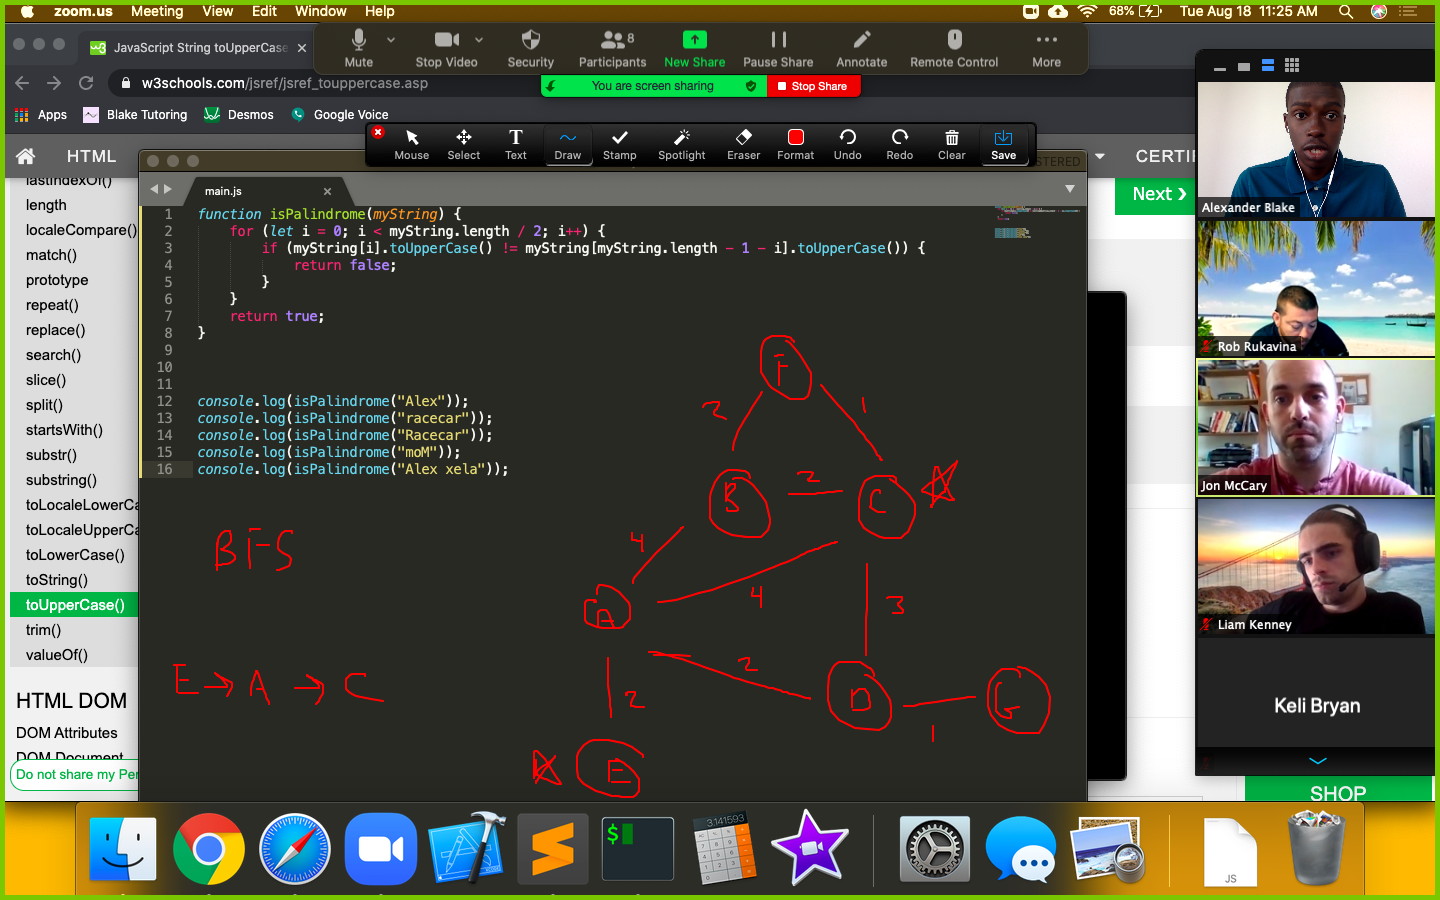 zoom.us Meeting View Edit Window Help 68% Tue Aug 18 11:25 AM
JavaScript String toUpperCase
Mute Stop Video Security Participants 8 New Share Pause Share Annotate Remote Control More
w3schools.com/jsref/jsref_touppercase.asp
You are screen sharing Stop Share
Apps Blake Tutoring Desmos Google Voice
Mouse Select Text Draw Stamp Spotlight Eraser Format Undo Redo Clear Save
HTML
CERTI
Next ❯
main.js
lastIndexOf()
length
localeCompare()
match()
prototype
repeat()
replace()
search()
slice()
split()
startsWith()
substr()
substring()
toLocaleLowerCa
toLocaleUpperCa
toLowerCase()
toString()
toUpperCase()
trim()
valueOf()
HTML DOM
DOM Attributes
DOM Document
Do not share my Per
1 function isPalindrome(myString) {
2 for (let i = 0; i < myString.length / 2; i++) {
3 if (myString[i].toUpperCase() != myString[myString.length - 1 - i].toUpperCase()) {
4 return false;
5 }
6 }
7 return true;
8 }
9
10
11
12 console.log(isPalindrome("Alex"));
13 console.log(isPalindrome("racecar"));
14 console.log(isPalindrome("Racecar"));
15 console.log(isPalindrome("moM"));
16 console.log(isPalindrome("Alex xela"));
F
2 1
B 2 C
4
BFS
4
A
3
E → A → C
2
D G
2
1
E
Alexander Blake
Rob Rukavina
Jon McCary
Liam Kenney
Keli Bryan
SHOP
3.141593
$
JS